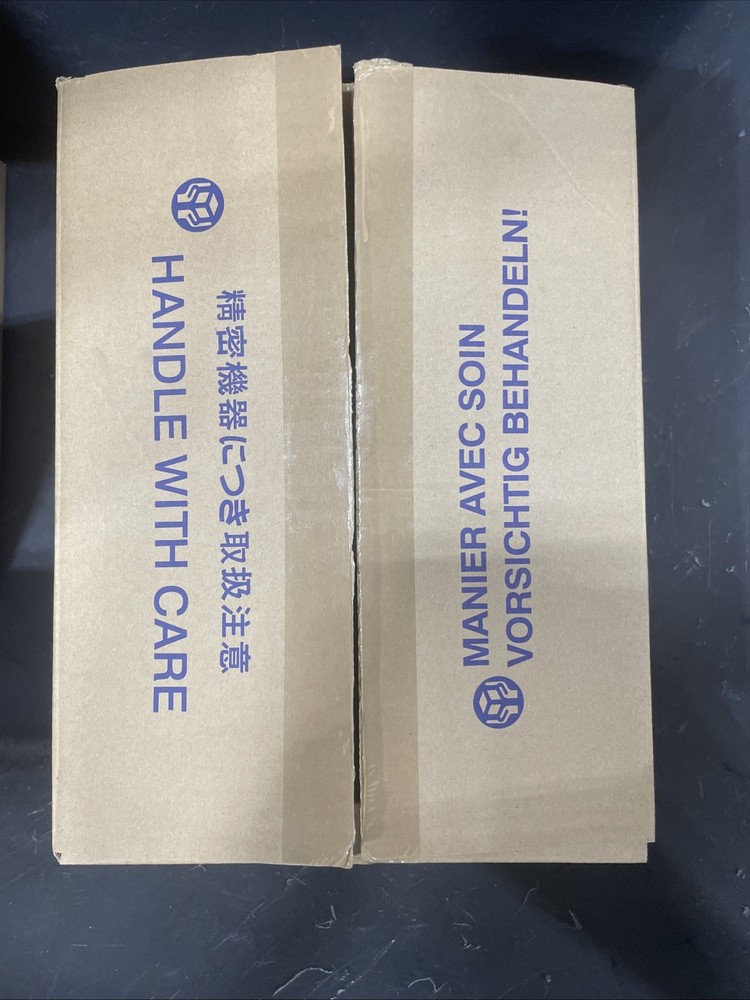 精密機器につき取扱注意
HANDLE WITH CARE
MANIER AVEC SOIN
VORSICHTIG BEHANDELN!